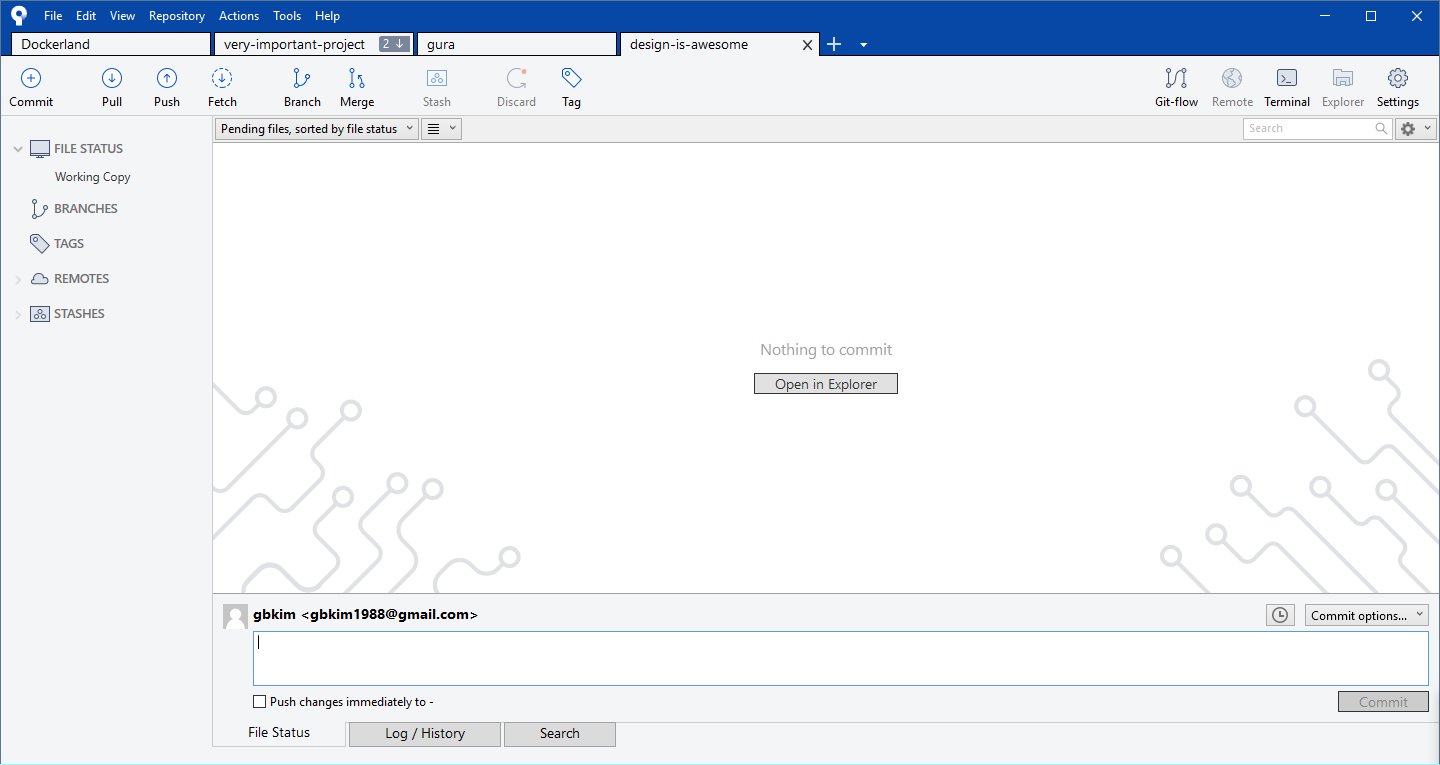 File Edit View Repository Actions Tools Help
Dockerland very-important-project 2 gura design-is-awesome
Commit Pull Push Fetch Branch Merge Stash Discard Tag Git-flow Remote Terminal Explorer Settings
Pending files, sorted by file status Search
FILE STATUS
Working Copy
BRANCHES
TAGS
REMOTES
STASHES
Nothing to commit
Open in Explorer
gbkim <gbkim1988@gmail.com> Commit options...
Push changes immediately to - Commit
File Status Log / History Search